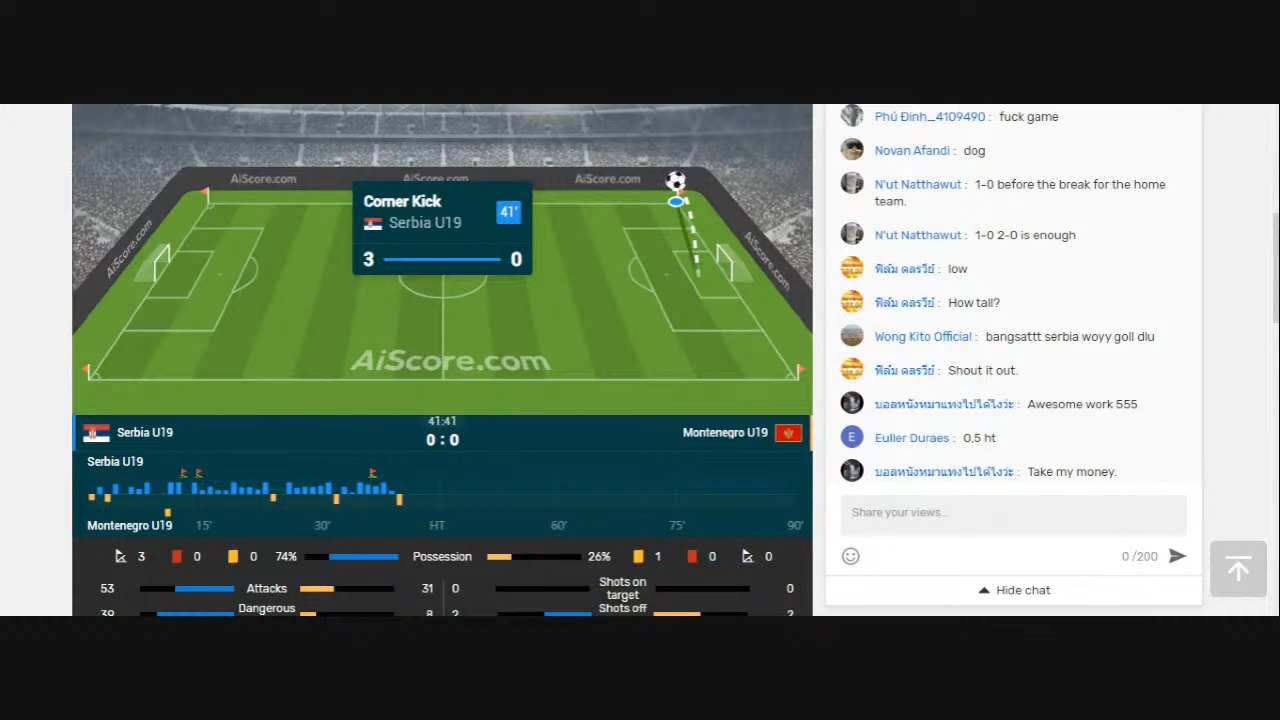 AiScore.com
AiScore.com
AiScore.com
AiScore.com
AiScore.com
Corner Kick
41'
Serbia U19
3
0
AiScore.com
41:41
Serbia U19
0 : 0
Montenegro U19
Serbia U19
Montenegro U19
15'
30'
HT
60'
75'
90'
3
0
0
74%
Possession
26%
1
0
0
53
Attacks
31
0
Shots on
target
0
39
Dangerous
8
2
Shots off
2
Phú Đinh_4109490 : fuck game
Novan Afandi : dog
N'ut Natthawut : 1-0 before the break for the home
team.
N'ut Natthawut : 1-0 2-0 is enough
ฟิล์ม ดลรวีย์ : low
ฟิล์ม ดลรวีย์ : How tall?
Wong Kito Official : bangsattt serbia woyy goll dlu
ฟิล์ม ดลรวีย์ : Shout it out.
บอลหนังหมาแทงไปได้ไงว่ะ : Awesome work 555
E
Euller Duraes : 0,5 ht
บอลหนังหมาแทงไปได้ไงว่ะ : Take my money.
Share your views...
0 /200
Hide chat